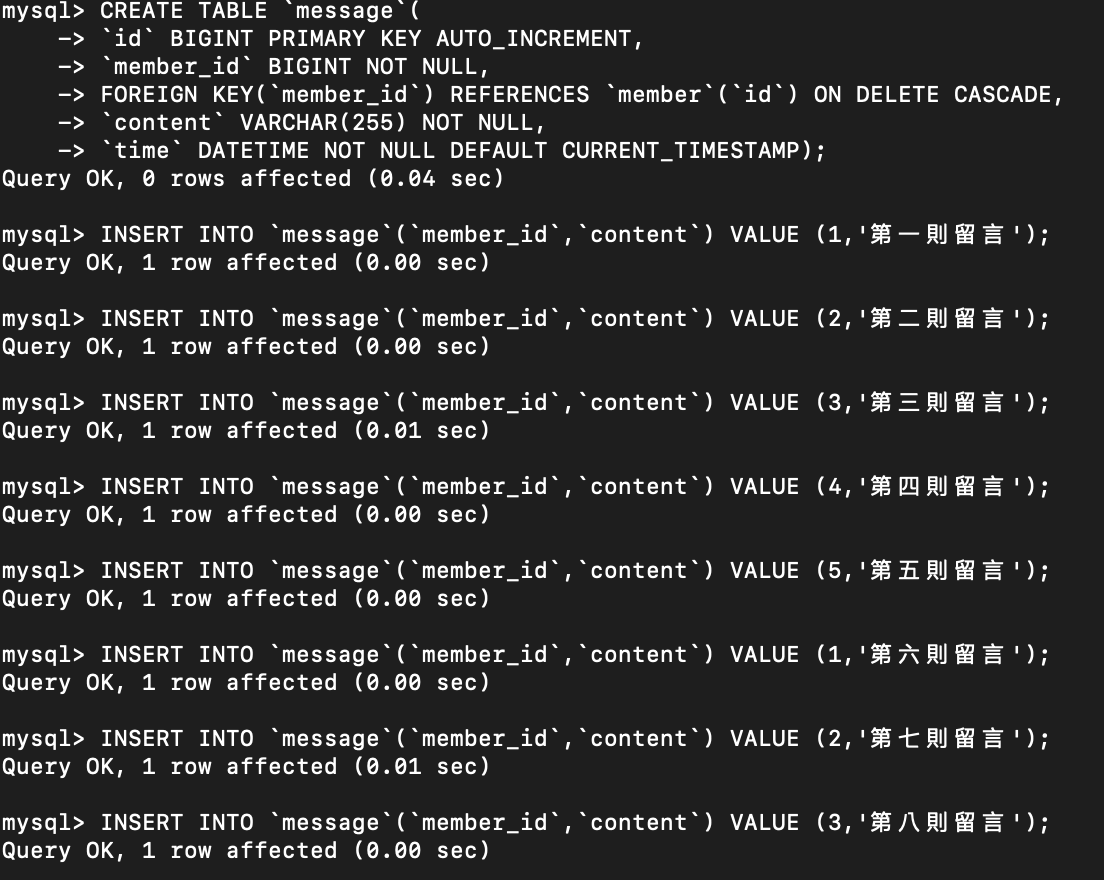 mysql> CREATE TABLE `message`(
    -> `id` BIGINT PRIMARY KEY AUTO_INCREMENT,
    -> `member_id` BIGINT NOT NULL,
    -> FOREIGN KEY(`member_id`) REFERENCES `member`(`id`) ON DELETE CASCADE,
    -> `content` VARCHAR(255) NOT NULL,
    -> `time` DATETIME NOT NULL DEFAULT CURRENT_TIMESTAMP);
Query OK, 0 rows affected (0.04 sec)
mysql> INSERT INTO `message`(`member_id`,`content`) VALUE (1,'第一則留言');
Query OK, 1 row affected (0.00 sec)
mysql> INSERT INTO `message`(`member_id`,`content`) VALUE (2,'第二則留言');
Query OK, 1 row affected (0.00 sec)
mysql> INSERT INTO `message`(`member_id`,`content`) VALUE (3,'第三則留言');
Query OK, 1 row affected (0.01 sec)
mysql> INSERT INTO `message`(`member_id`,`content`) VALUE (4,'第四則留言');
Query OK, 1 row affected (0.00 sec)
mysql> INSERT INTO `message`(`member_id`,`content`) VALUE (5,'第五則留言');
Query OK, 1 row affected (0.00 sec)
mysql> INSERT INTO `message`(`member_id`,`content`) VALUE (1,'第六則留言');
Query OK, 1 row affected (0.00 sec)
mysql> INSERT INTO `message`(`member_id`,`content`) VALUE (2,'第七則留言');
Query OK, 1 row affected (0.01 sec)
mysql> INSERT INTO `message`(`member_id`,`content`) VALUE (3,'第八則留言');
Query OK, 1 row affected (0.00 sec)